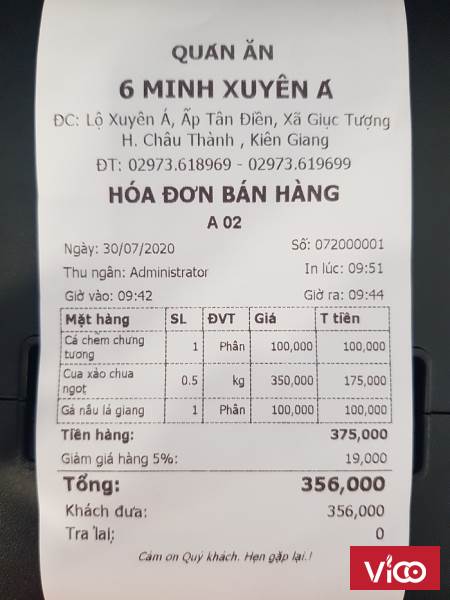 QUÁN ĂN
6 MINH XUYÊN Á
ĐC: Lộ Xuyên Á, Ấp Tân Điền, Xã Giục Tượng
H. Châu Thành , Kiên Giang
ĐT: 02973.618969 - 02973.619699
HÓA ĐƠN BÁN HÀNG
A 02
Ngày: 30/07/2020 Số: 072000001
Thu ngân: Administrator In lúc: 09:51
Giờ vào: 09:42 Giờ ra: 09:44
Mặt hàng SL ĐVT Giá T tiền
Cá chẽm chưng tương 1 Phần 100,000 100,000
Cua xào chua ngọt 0.5 kg 350,000 175,000
Gà nấu lá giang 1 Phần 100,000 100,000
Tiền hàng: 375,000
Giảm giá hàng 5%: 19,000
Tổng: 356,000
Khách đưa: 356,000
Trả lại: 0
Cảm ơn Quý khách. Hẹn gặp lại.!
Vico